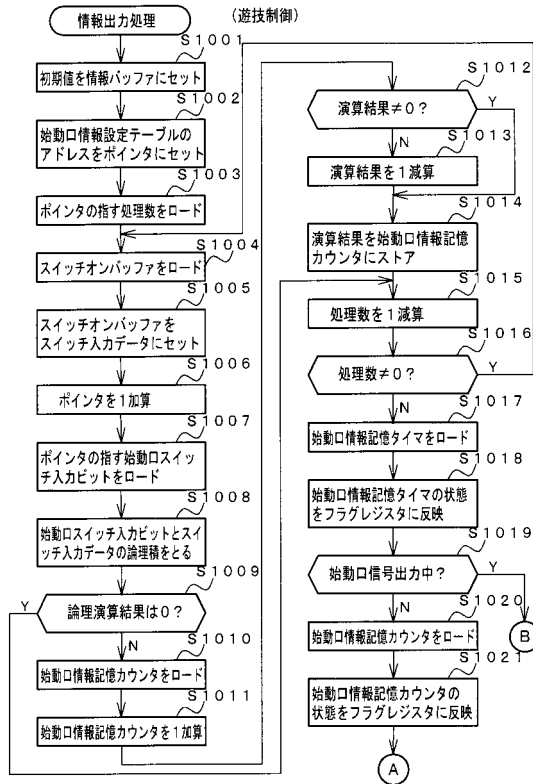 情報出力処理
(遊技制御)
S1001
初期値を情報バッファにセット
S1002
始動口情報設定テーブルの
アドレスをポインタにセット
S1003
ポインタの指す処理数をロード
S1004
スイッチオンバッファをロード
S1005
スイッチオンバッファを
スイッチ入力データにセット
S1006
ポインタを1加算
S1007
ポインタの指す始動口スイッ
チ入力ビットをロード
S1008
始動口スイッチ入力ビットとスイ
ッチ入力データの論理積をとる
S1009
Y
論理演算結果は0?
N
S1010
始動口情報記憶カウンタをロード
S1011
始動口情報記憶カウンタを1加算
S1012
演算結果≠0?
Y
N
S1013
演算結果を1減算
S1014
演算結果を始動口情報記憶
カウンタにストア
S1015
処理数を1減算
S1016
処理数≠0?
Y
N
S1017
始動口情報記憶タイマをロード
S1018
始動口情報記憶タイマの状態
をフラグレジスタに反映
S1019
始動口信号出力中?
Y
N
B
S1020
始動口情報記憶カウンタをロード
S1021
始動口情報記憶カウンタの
状態をフラグレジスタに反映
A